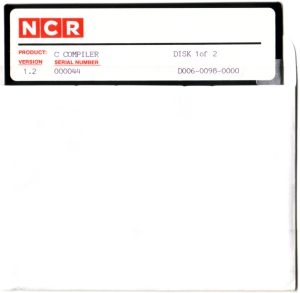 NCR
PRODUCT: C COMPILER DISK 1of 2
VERSION SERIAL NUMBER
1.2 000044 D006-0098-0000